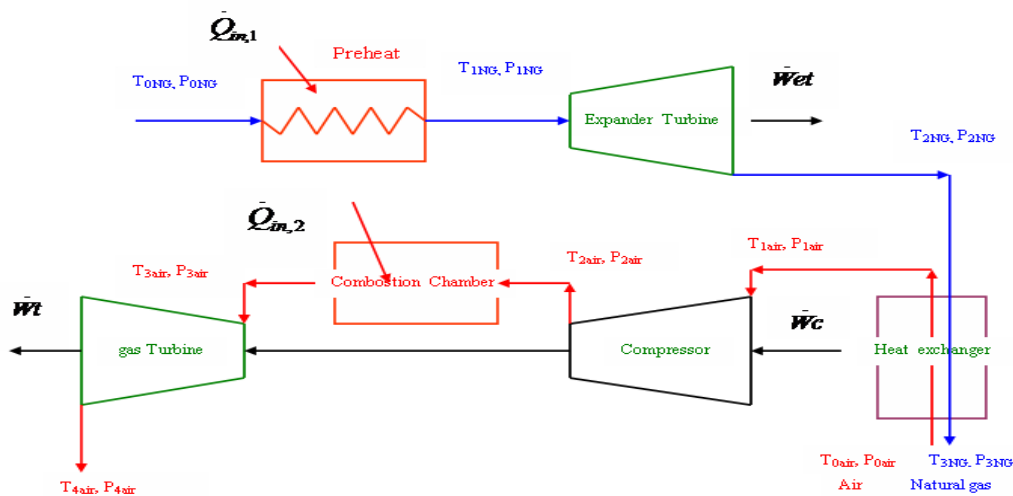 Q̇in,1
Preheat
T0NG, P0NG
T1NG, P1NG
Ẇet
Expander Turbine
T2NG, P2NG
Q̇in,2
T3air, P3air
Combostion Chamber
T2air, P2air
T1air, P1air
Ẇt
gas Turbine
Compressor
Ẇc
Heat exchanger
T4air, P4air
T0air, P0air
T3NG, P3NG
Air
Natural gas